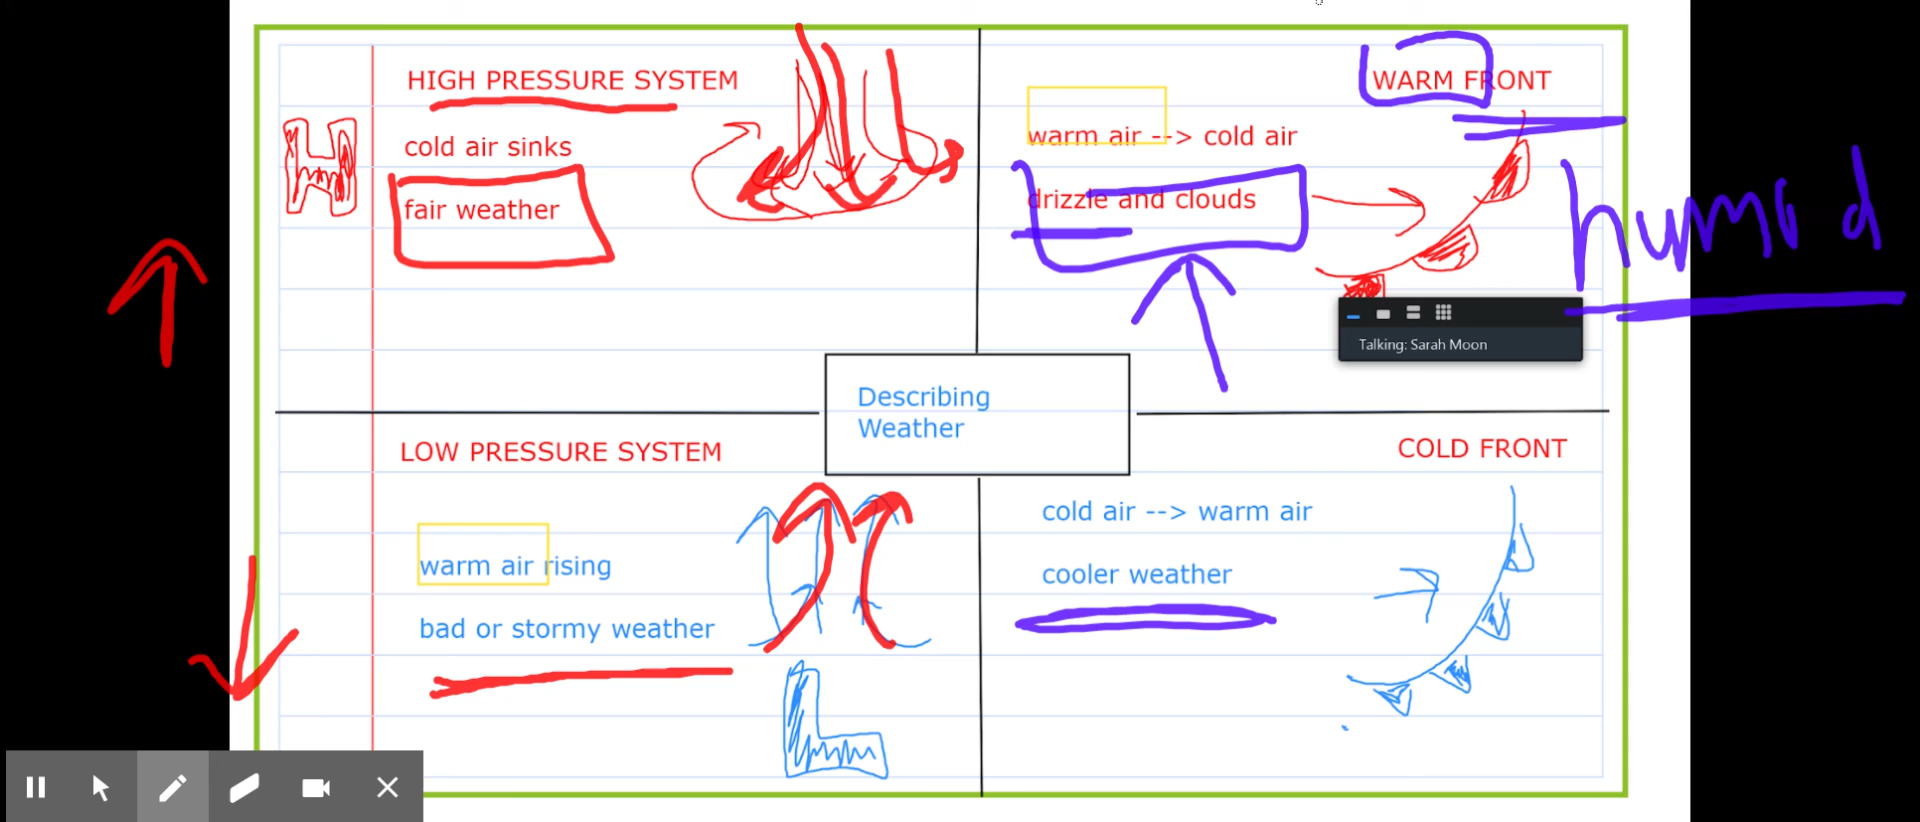 HIGH PRESSURE SYSTEM
H
cold air sinks
fair weather
WARM FRONT
warm air --> cold air
drizzle and clouds
humid
Talking: Sarah Moon
Describing
Weather
LOW PRESSURE SYSTEM
warm air rising
bad or stormy weather
L
COLD FRONT
cold air --> warm air
cooler weather